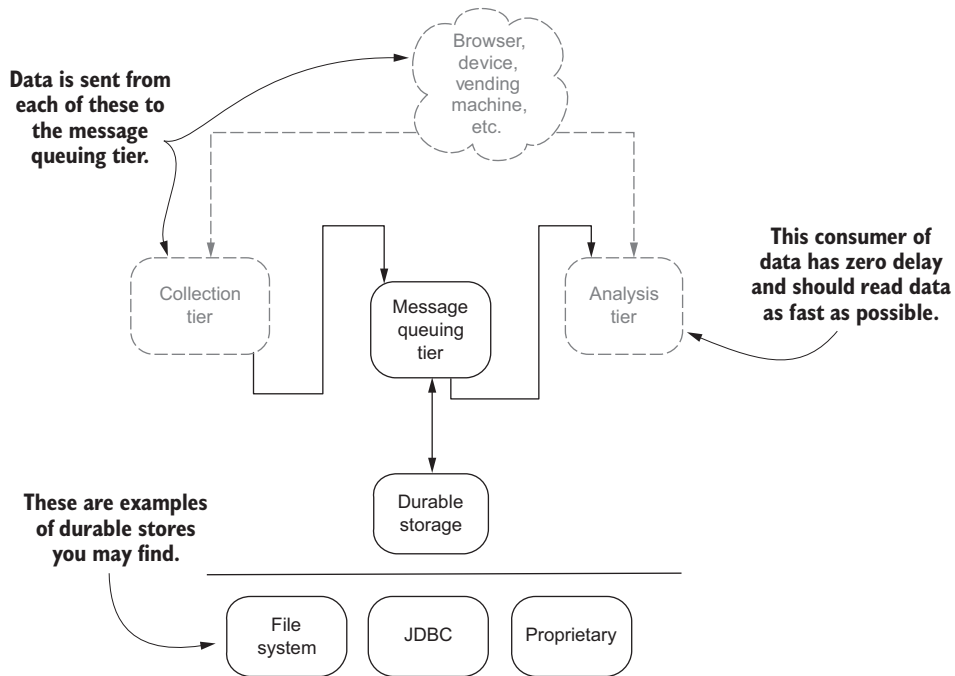 Browser,
device,
vending
machine,
etc.
Data is sent from
each of these to
the message
queuing tier.
This consumer of
data has zero delay
and should read data
as fast as possible.
Collection
tier
Message
queuing
tier
Analysis
tier
Durable
storage
These are examples
of durable stores
you may find.
File
system
JDBC
Proprietary